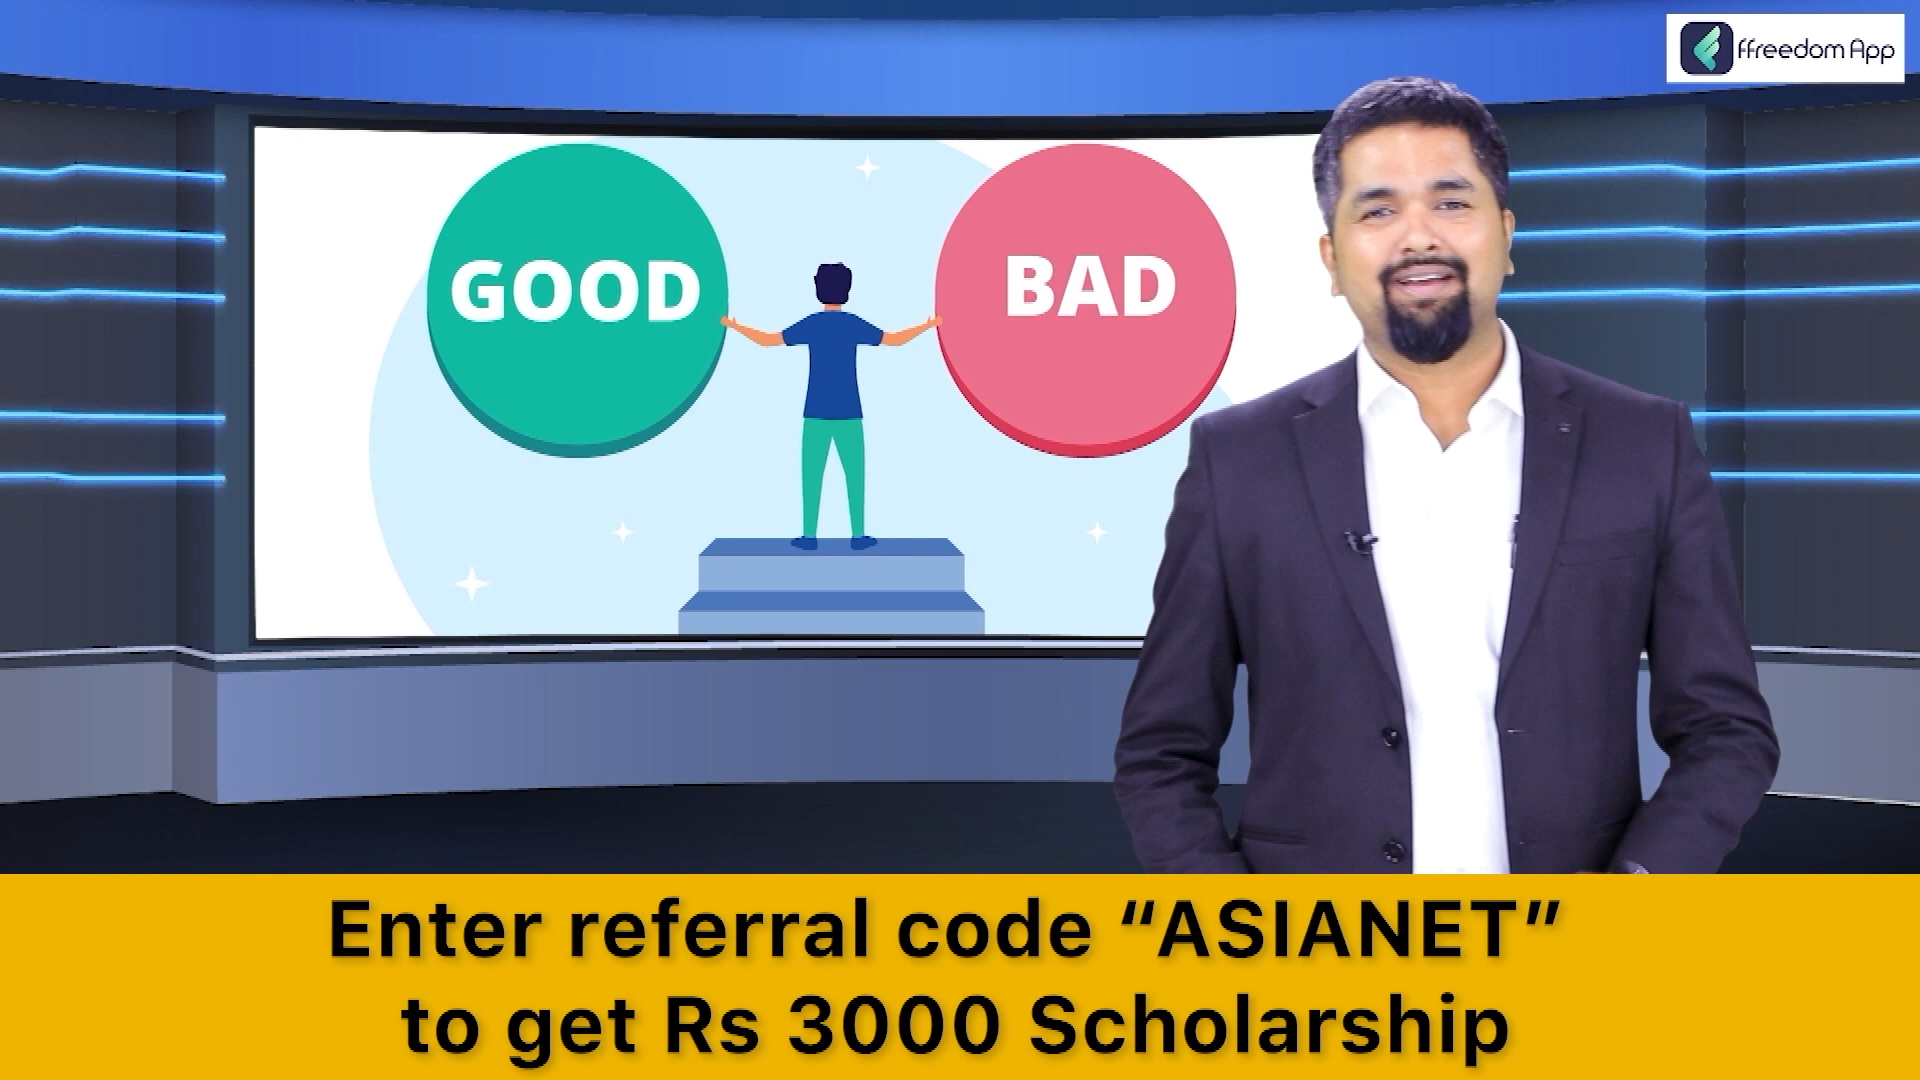 ffreedom App
GOOD
BAD
Enter referral code “ASIANET”
to get Rs 3000 Scholarship